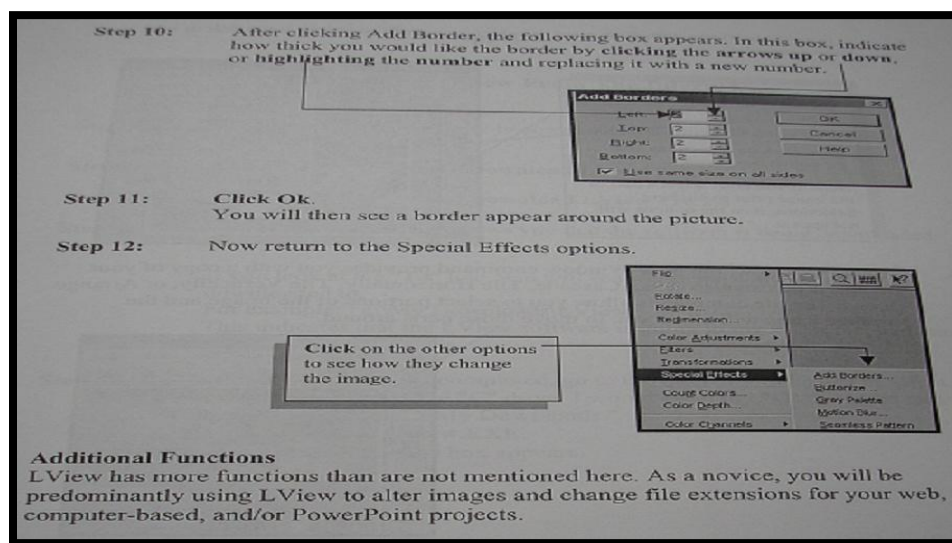 Step 10: After clicking Add Border, the following box appears. In this box, indicate
how thick you would like the border by clicking the arrows up or down,
or highlighting the number and replacing it with a new number.
Add Borders
Left:
OK
Top: 2
Cancel
Right: 2
Help
Bottom: 2
Use same size on all sides
Step 11: Click Ok.
You will then see a border appear around the picture.
Step 12: Now return to the Special Effects options.
Flip
Rotate...
Resize...
Redimension...
Color Adjustments
Filters
Transformations
Special Effects
Count Colors...
Color Depth...
Color Channels
Add Borders...
Buttonize...
Gray Palette
Motion Blur...
Seamless Pattern
Click on the other options
to see how they change
the image.
Additional Functions
LView has more functions than are not mentioned here. As a novice, you will be
predominantly using LView to alter images and change file extensions for your web,
computer-based, and/or PowerPoint projects.